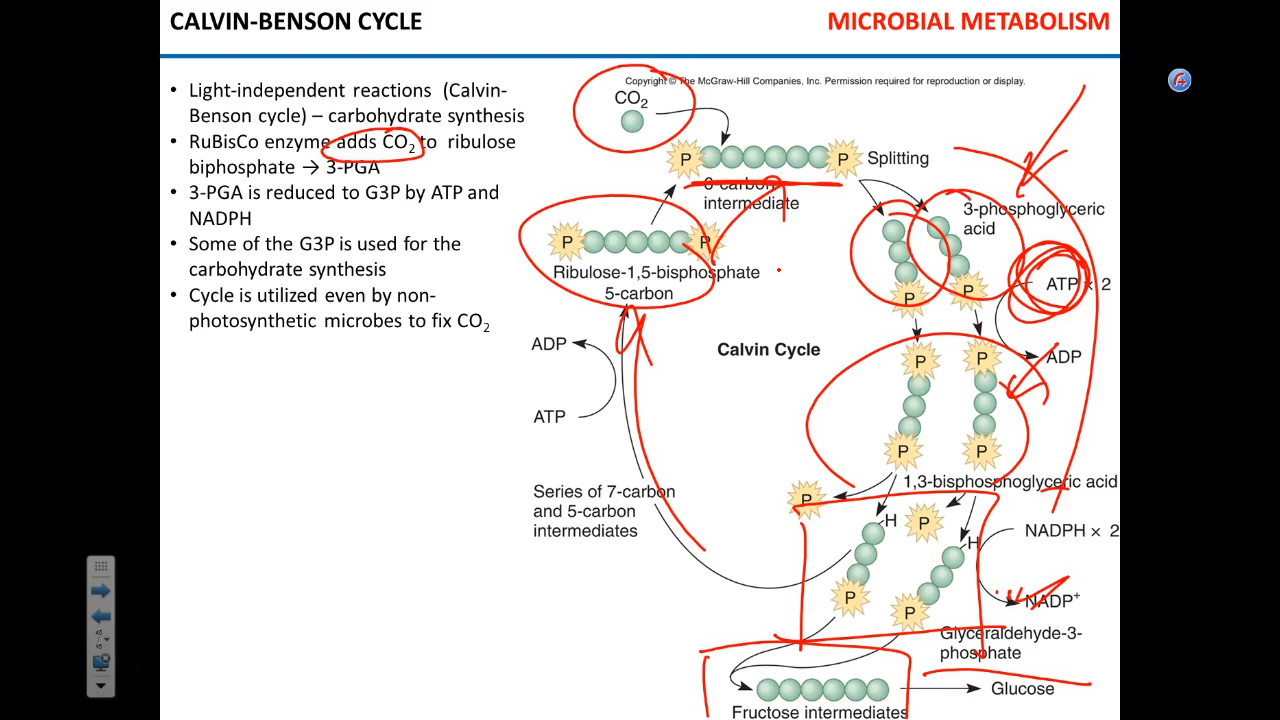 CALVIN-BENSON CYCLE
MICROBIAL METABOLISM
• Light-independent reactions (Calvin-
Benson cycle) – carbohydrate synthesis
• RuBisCo enzyme adds CO2 to ribulose
biphosphate → 3-PGA
• 3-PGA is reduced to G3P by ATP and
NADPH
• Some of the G3P is used for the
carbohydrate synthesis
• Cycle is utilized even by non-
photosynthetic microbes to fix CO2
Copyright © The McGraw-Hill Companies, Inc. Permission required for reproduction or display.
CO2
P
P
Splitting
6-carbon
intermediate
3-phosphoglyceric
acid
P
P
Ribulose-1,5-bisphosphate
5-carbon
P
P
ATP × 2
ADP
Calvin Cycle
P
P
ADP
ATP
P
P
1,3-bisphosphoglyceric acid
Series of 7-carbon
and 5-carbon
intermediates
P
H
P
H
NADPH × 2
P
P
NADP+
Glyceraldehyde-3-
phosphate
Glucose
Fructose intermediates
45
/
45